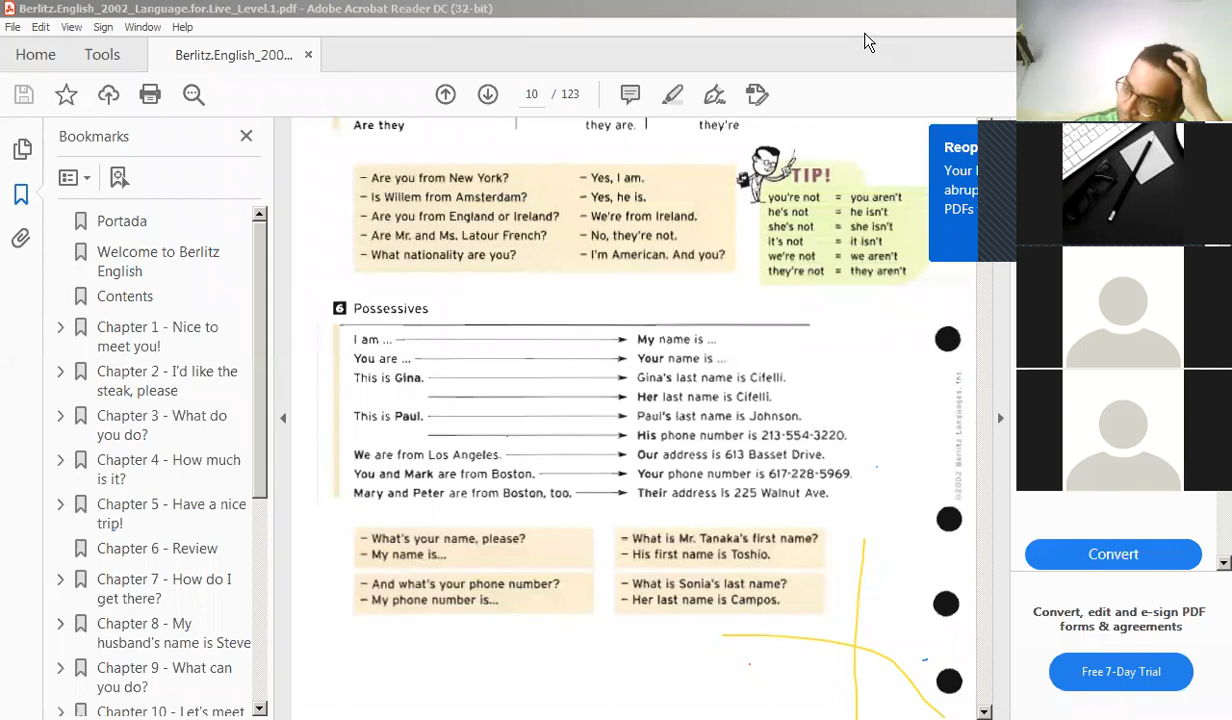 Berlitz.English_2002_Language.for.Live_Level.1.pdf - Adobe Acrobat Reader DC (32-bit)
File Edit View Sign Window Help
Home Tools Berlitz.English_200... ×
10 / 123
Bookmarks
Portada
Welcome to Berlitz
English
Contents
Chapter 1 - Nice to
meet you!
Chapter 2 - I'd like the
steak, please
Chapter 3 - What do
you do?
Chapter 4 - How much
is it?
Chapter 5 - Have a nice
trip!
Chapter 6 - Review
Chapter 7 - How do I
get there?
Chapter 8 - My
husband's name is Steve
Chapter 9 - What can
you do?
Chapter 10 - Let's meet
Are they they are. they're
– Are you from New York? – Yes, I am.
– Is Willem from Amsterdam? – Yes, he is.
– Are you from England or Ireland? – We're from Ireland.
– Are Mr. and Ms. Latour French? – No, they're not.
– What nationality are you? – I'm American. And you?
TIP!
you're not = you aren't
he's not = he isn't
she's not = she isn't
it's not = it isn't
we're not = we aren't
they're not = they aren't
Reop
Your
abrup
PDFs
6 Possessives
I am ... My name is ...
You are ... Your name is ...
This is Gina. Gina's last name is Cifelli.
Her last name is Cifelli.
This is Paul. Paul's last name is Johnson.
His phone number is 213-554-3220.
We are from Los Angeles. Our address is 613 Basset Drive.
You and Mark are from Boston. Your phone number is 617-228-5969.
Mary and Peter are from Boston, too. Their address is 225 Walnut Ave.
– What's your name, please?
– My name is...
– What is Mr. Tanaka's first name?
– His first name is Toshio.
– And what's your phone number?
– My phone number is...
– What is Sonia's last name?
– Her last name is Campos.
©2002 Berlitz Languages, Inc.
Convert
Convert, edit and e-sign PDF
forms & agreements
Free 7-Day Trial